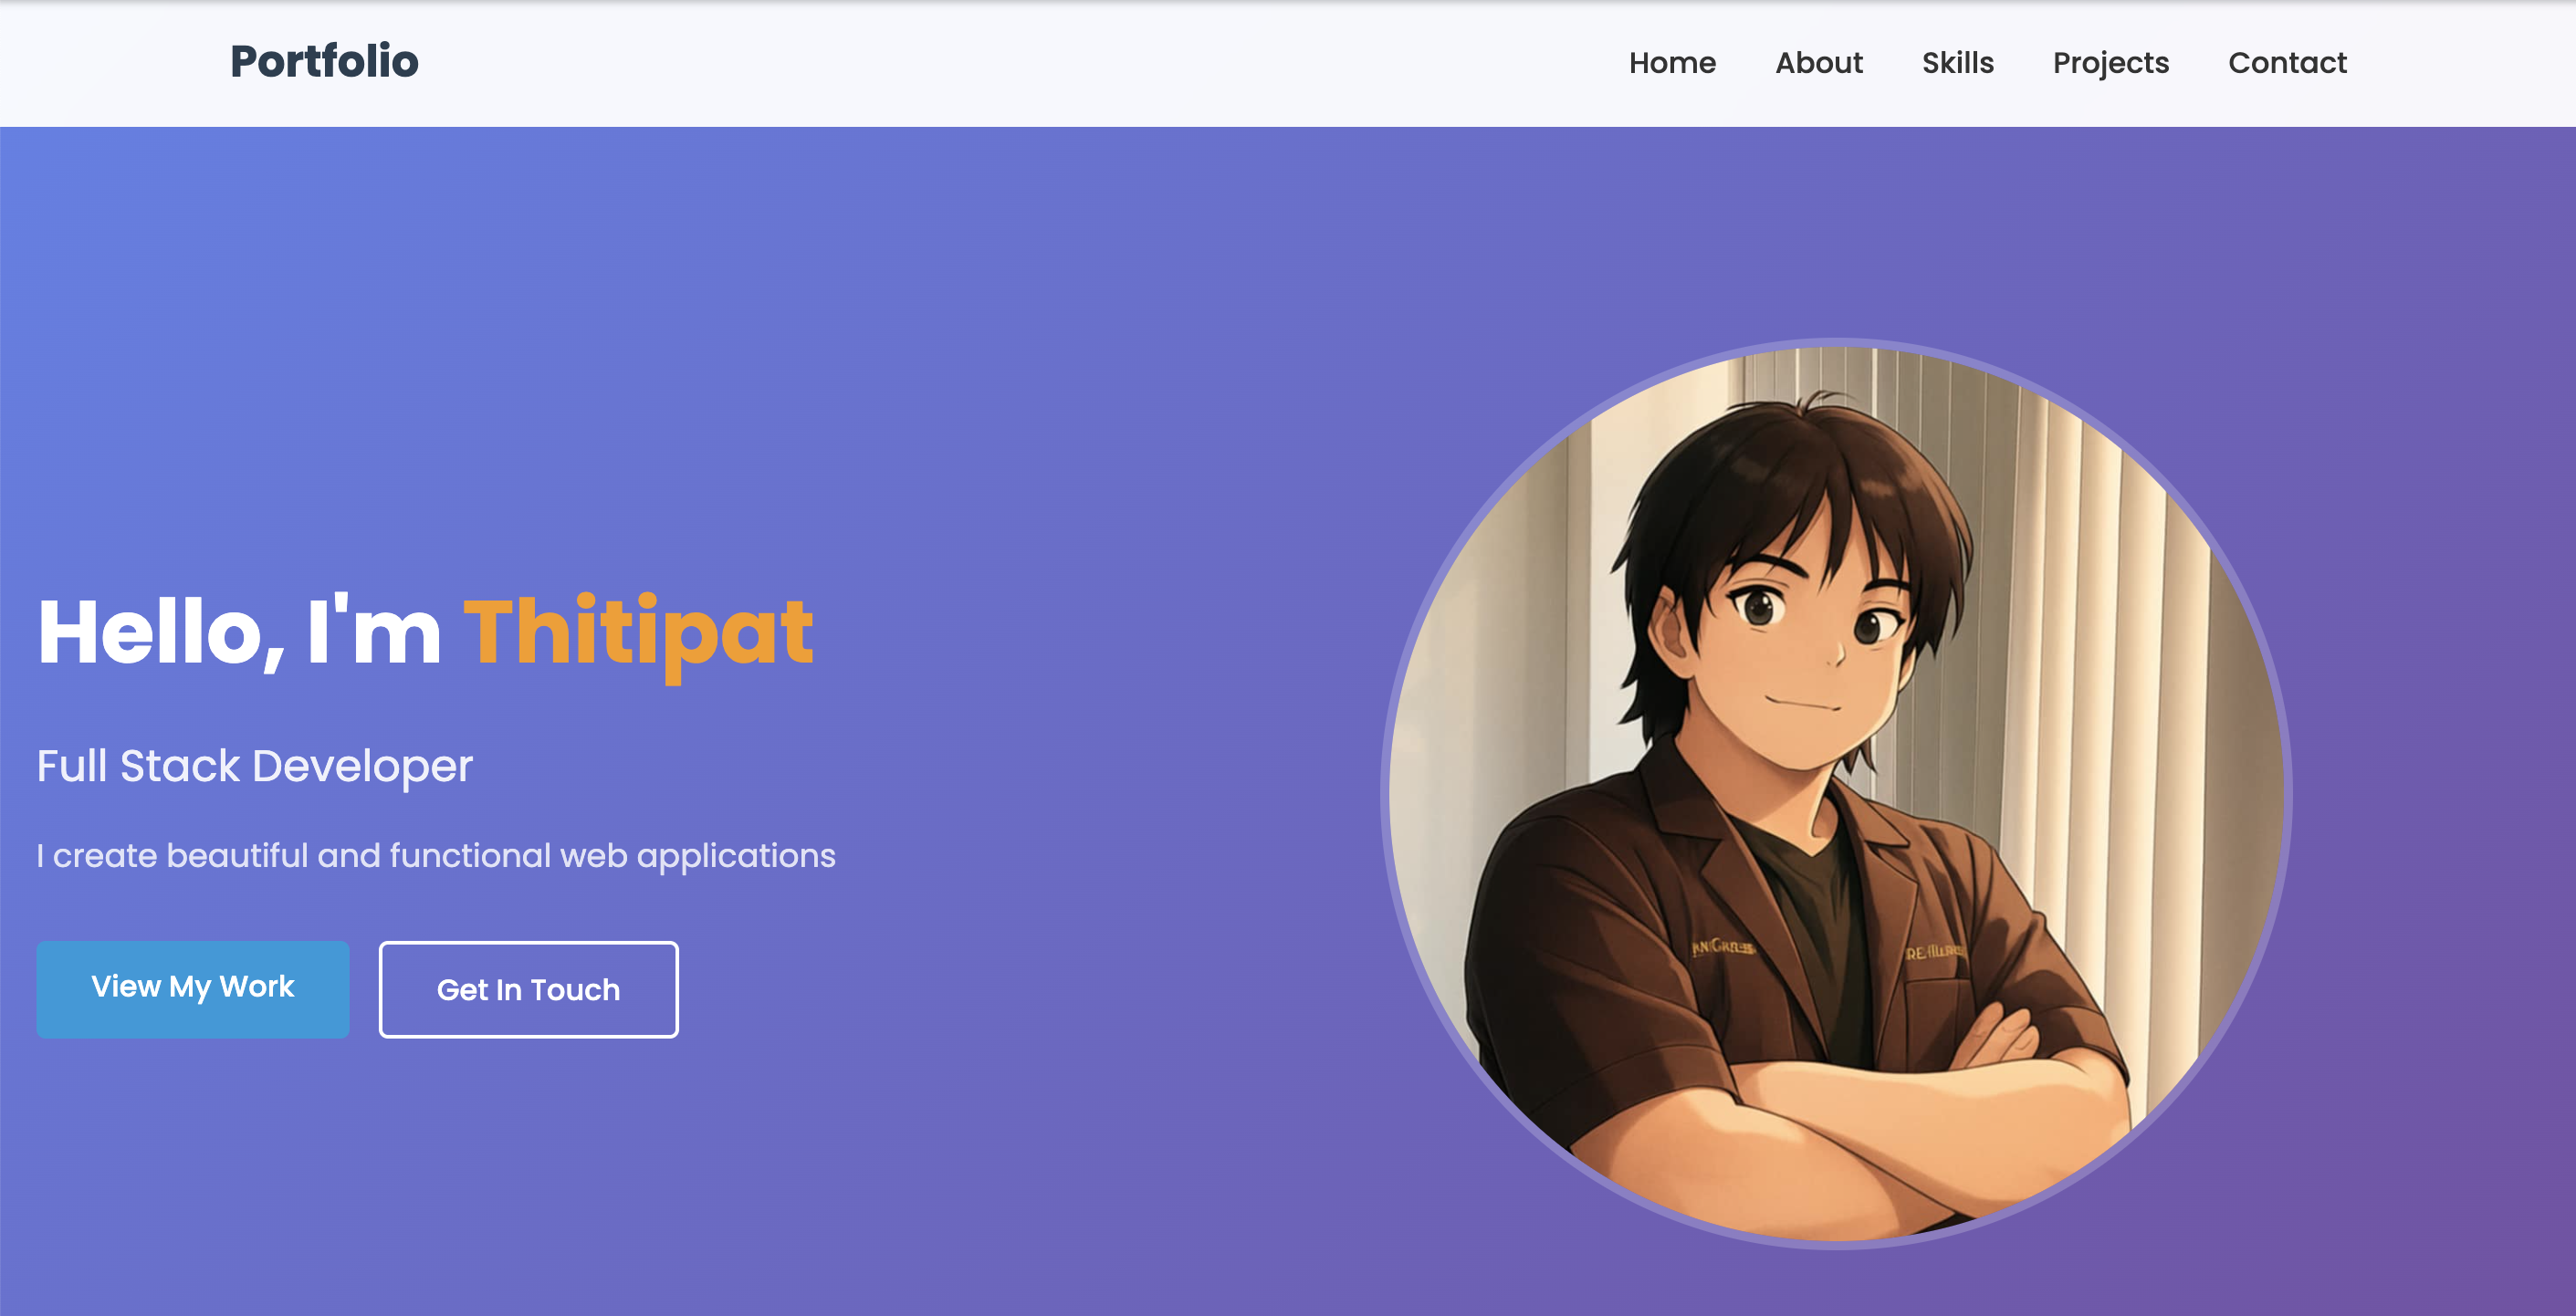 Portfolio
Home About Skills Projects Contact
Hello, I'm Thitipat
Full Stack Developer
I create beautiful and functional web applications
View My Work
Get In Touch